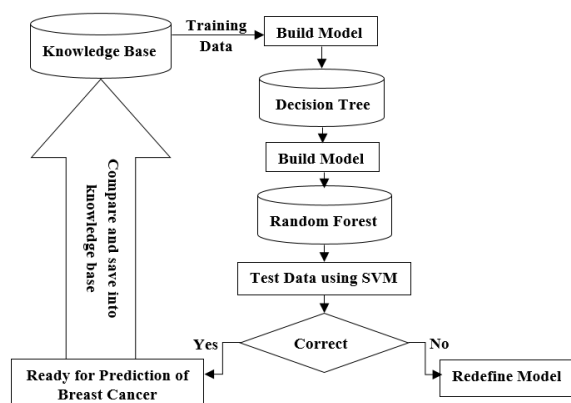 Knowledge Base
Training
Data
Build Model
Decision Tree
Build Model
Random Forest
Test Data using SVM
Correct
Yes
No
Ready for Prediction of
Breast Cancer
Redefine Model
Compare and save into
knowledge base